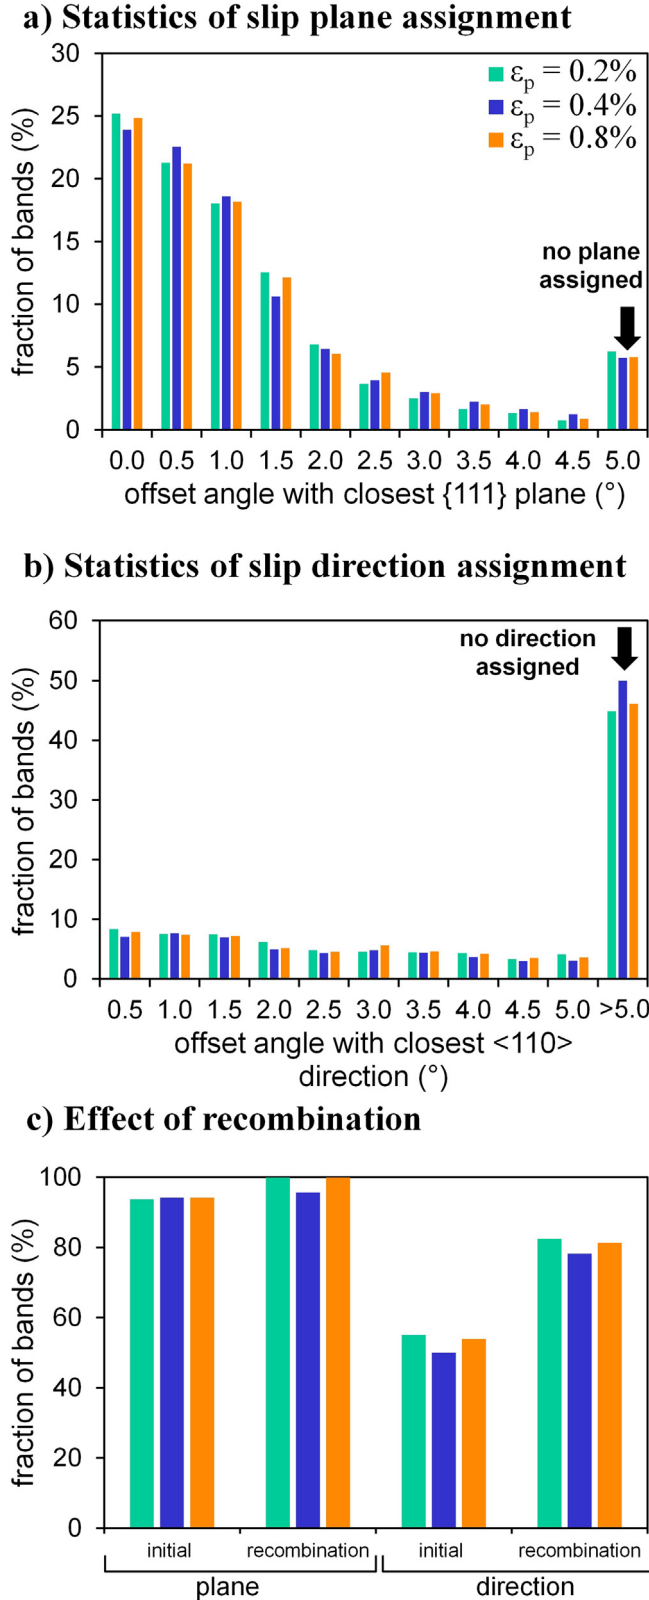 a) Statistics of slip plane assignment
30
25
20
15
10
5
0
fraction of bands (%)
εp = 0.2%
εp = 0.4%
εp = 0.8%
no plane
assigned
0.0 0.5 1.0 1.5 2.0 2.5 3.0 3.5 4.0 4.5 5.0
offset angle with closest {111} plane (°)
b) Statistics of slip direction assignment
60
50
40
30
20
10
0
fraction of bands (%)
no direction
assigned
0.5 1.0 1.5 2.0 2.5 3.0 3.5 4.0 4.5 5.0 >5.0
offset angle with closest <110>
direction (°)
c) Effect of recombination
100
80
60
40
20
0
fraction of bands (%)
initial recombination initial recombination
plane direction